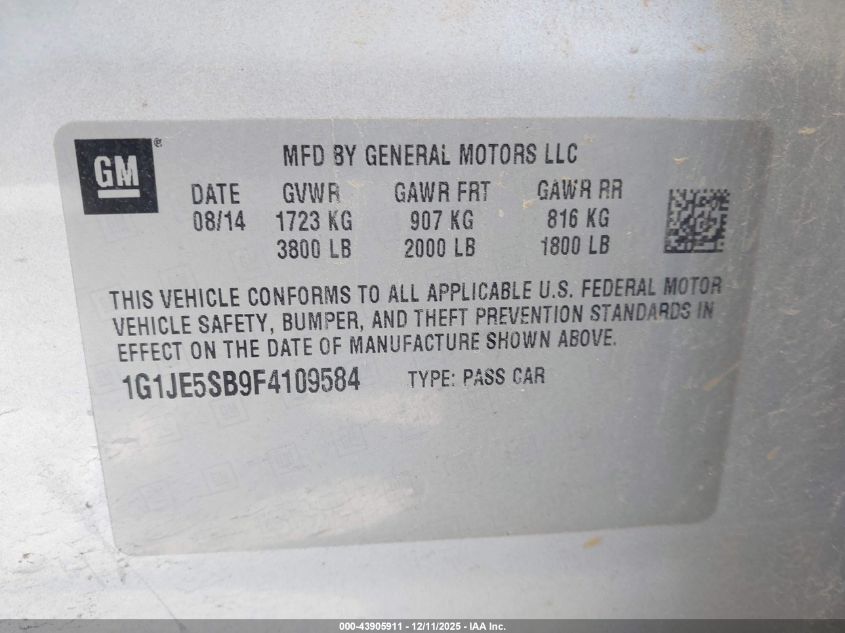 GM®
MFD BY GENERAL MOTORS LLC
DATE GVWR GAWR FRT GAWR RR
08/14 1723 KG 907 KG 816 KG
3800 LB 2000 LB 1800 LB
THIS VEHICLE CONFORMS TO ALL APPLICABLE U.S. FEDERAL MOTOR
VEHICLE SAFETY, BUMPER, AND THEFT PREVENTION STANDARDS IN
EFFECT ON THE DATE OF MANUFACTURE SHOWN ABOVE.
1G1JE5SB9F4109584 TYPE: PASS CAR
000-43905911 - 12/11/2025 - IAA Inc.